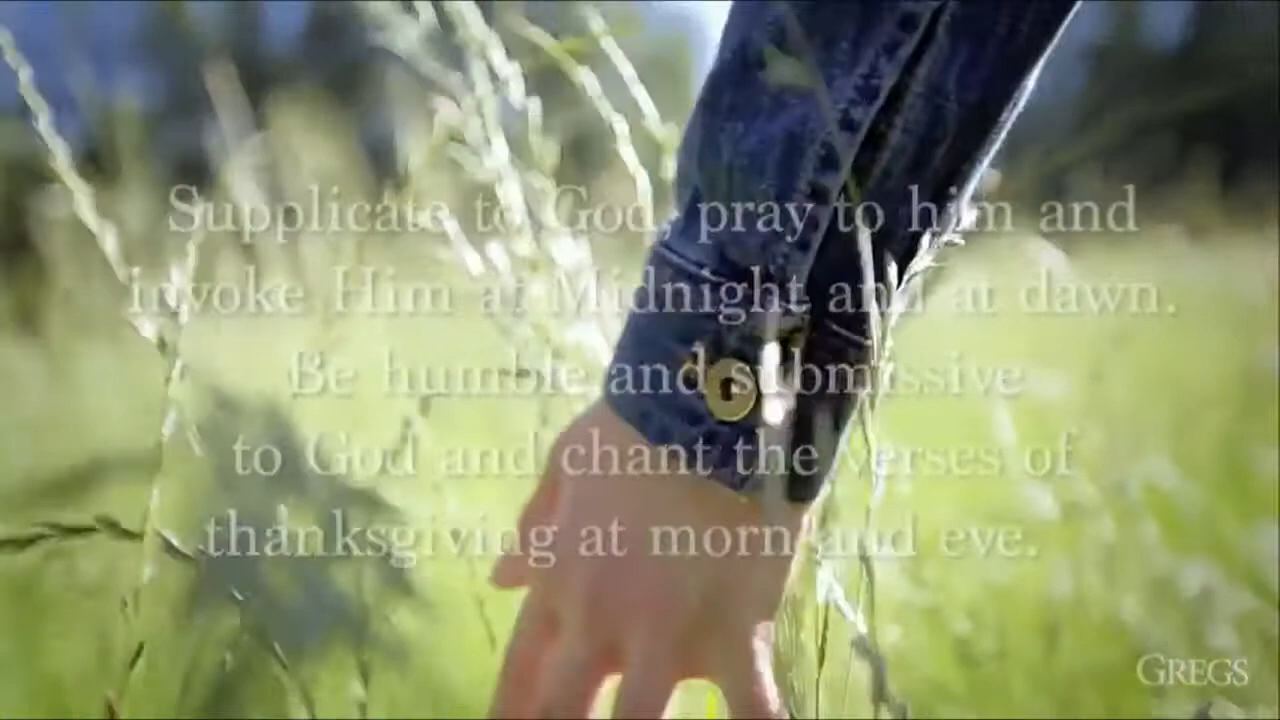 Supplicate to God, pray to him and
invoke Him at Midnight and at dawn.
Be humble and submissive
to God and chant the verses of
thanksgiving at morn and eve.
GREGS